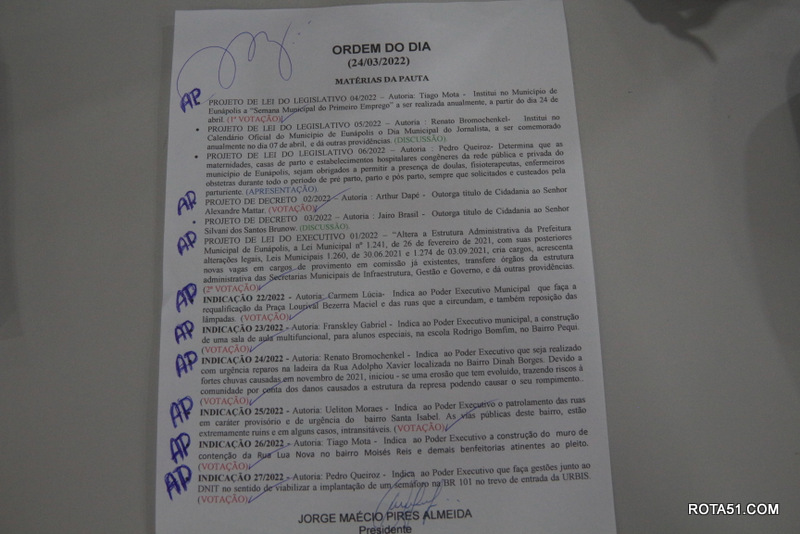 ORDEM DO DIA
(24/03/2022)
MATÉRIAS DA PAUTA
AP PROJETO DE LEI DO LEGISLATIVO 04/2022 – Autoria: Tiago Mota - Institui no Município de
Eunápolis a "Semana Municipal do Primeiro Emprego" a ser realizada anualmente, a partir do dia 24 de
abril. (1ª VOTAÇÃO)
• PROJETO DE LEI DO LEGISLATIVO 05/2022 – Autoria : Renato Bromochenkel- Institui no
Calendário Oficial do Município de Eunápolis o Dia Municipal do Jornalista, a ser comemorado
anualmente no dia 07 de abril, e dá outras providências. (DISCUSSÃO)
• PROJETO DE LEI DO LEGISLATIVO 06/2022 – Autoria : Pedro Queiroz- Determina que as
maternidades, casas de parto e estabelecimentos hospitalares congêneres da rede pública e privada do
município de Eunápolis, sejam obrigados a permitir a presença de doulas, fisioterapeutas, enfermeiros
obstetras durante todo o período de pré parto, parto e pós parto, sempre que solicitados e custeados pela
parturiente. (APRESENTAÇÃO).
AP PROJETO DE DECRETO 02/2022 – Autoria : Arthur Dapé - Outorga título de Cidadania ao Senhor
Alexandre Mattar. (VOTAÇÃO)
• PROJETO DE DECRETO 03/2022 – Autoria : Jairo Brasil - Outorga título de Cidadania ao Senhor
Silvani dos Santos Brunow. (DISCUSSÃO)
AP PROJETO DE LEI DO EXECUTIVO 01/2022 – "Altera a Estrutura Administrativa da Prefeitura
Municipal de Eunápolis, a Lei Municipal nº 1.241, de 26 de fevereiro de 2021, com suas posteriores
alterações legais, Leis Municipais 1.260, de 30.06.2021 e 1.274 de 03.09.2021, cria cargos, acrescenta
novas vagas em cargos de provimento em comissão já existentes, transfere órgãos da estrutura
administrativa das Secretarias Municipais de Infraestrutura, Gestão e Governo, e dá outras providências.
(2ª VOTAÇÃO)
AP INDICAÇÃO 22/2022 - Autoria: Carmem Lúcia- Indica ao Poder Executivo Municipal que faça a
requalificação da Praça Lourival Bezerra Maciel e das ruas que a circundam, e também reposição das
lâmpadas. (VOTAÇÃO)
AP INDICAÇÃO 23/2022 - Autoria: Franskley Gabriel - Indica ao Poder Executivo municipal, a construção
de uma sala de aula multifuncional, para alunos especiais, na escola Rodrigo Bomfim, no Bairro Pequi.
(VOTAÇÃO)
AP INDICAÇÃO 24/2022 - Autoria: Renato Bromochenkel - Indica ao Poder Executivo que seja realizado
com urgência reparos na ladeira da Rua Adolpho Xavier localizada no Bairro Dinah Borges. Devido a
fortes chuvas causadas em novembro de 2021, iniciou - se uma erosão que tem evoluído, trazendo riscos à
comunidade por conta dos danos causados a estrutura da represa podendo causar o seu rompimento..
(VOTAÇÃO)
AP INDICAÇÃO 25/2022 - Autoria: Ueliton Moraes - Indica ao Poder Executivo o patrolamento das ruas
em caráter provisório e de urgência do bairro Santa Isabel. As vias públicas deste bairro, estão
extremamente ruins e em alguns casos, intransitáveis. (VOTAÇÃO)
AP INDICAÇÃO 26/2022 - Autoria: Tiago Mota - Indica ao Poder Executivo a construção do muro de
contenção da Rua Lua Nova no bairro Moisés Reis e demais benfeitorias atinentes ao pleito.
(VOTAÇÃO)
AP INDICAÇÃO 27/2022 - Autoria: Pedro Queiroz - Indica ao Poder Executivo que faça gestões junto ao
DNIT no sentido de viabilizar a implantação de um semáforo na BR 101 no trevo de entrada da URBIS.
(VOTAÇÃO)
JORGE MAÉCIO PIRES ALMEIDA
Presidente
ROTA51.COM